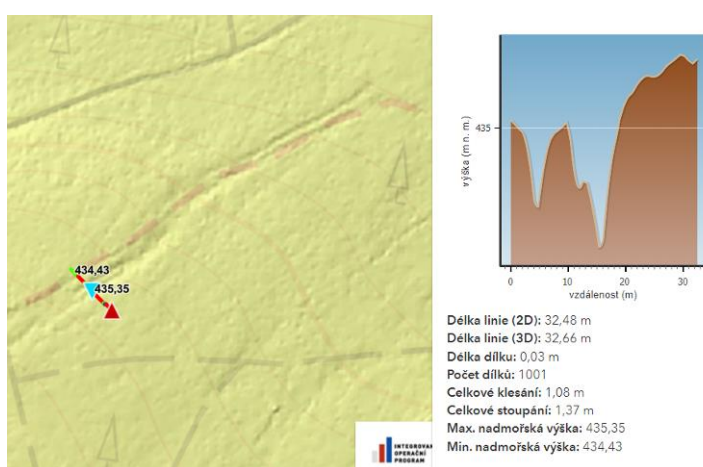 434,43
435,35
INTEGROVAN
OPERAČNÍ
PROGRAM
výška (m n. m.)
435
0
10
20
30
vzdálenost (m)
Délka linie (2D): 32,48 m
Délka linie (3D): 32,66 m
Délka dílku: 0,03 m
Počet dílků: 1001
Celkové klesání: 1,08 m
Celkové stoupání: 1,37 m
Max. nadmořská výška: 435,35
Min. nadmořská výška: 434,43